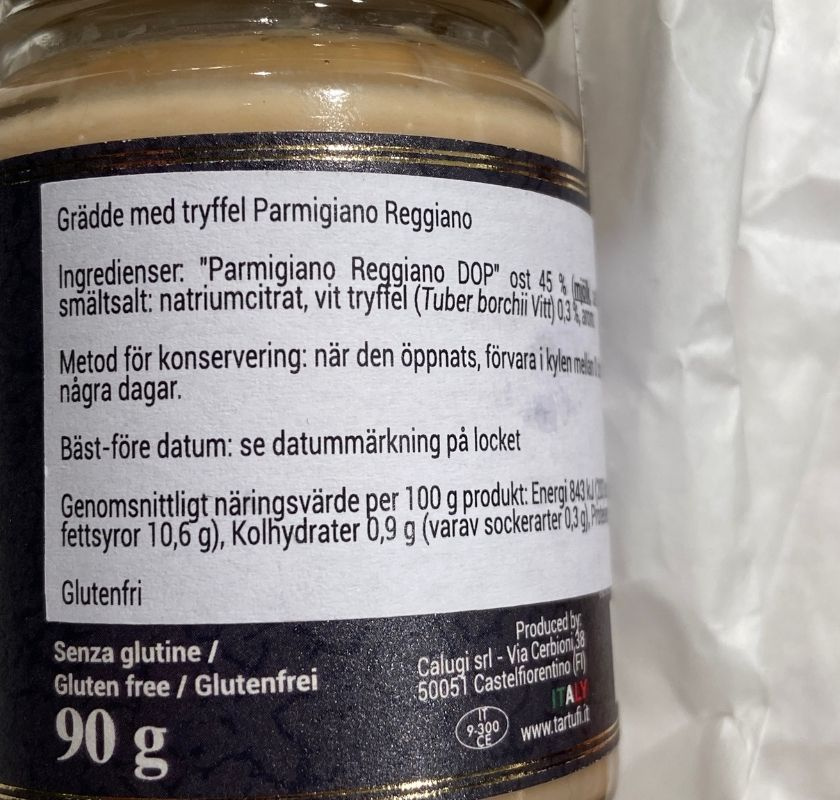 Grädde med tryffel Parmigiano Reggiano
Ingredienser: "Parmigiano Reggiano DOP" ost 45 % (mjölk
smältsalt: natriumcitrat, vit tryffel (Tuber borchii Vitt) 0,3 %,
Metod för konservering: när den öppnats, förvara i kylen mellan
några dagar.
Bäst-före datum: se datummärkning på locket
Genomsnittligt näringsvärde per 100 g produkt: Energi 843 kJ
fettsyror 10,6 g), Kolhydrater 0,9 g (varav sockerarter 0,3 g),
Glutenfri
Senza glutine /
Gluten free / Glutenfrei
90 g
Produced by:
Calugi srl - Via Cerbioni, 38
50051 Castelfiorentino (FI)
ITALY
IT
9-300
CE
www.tartufi.it